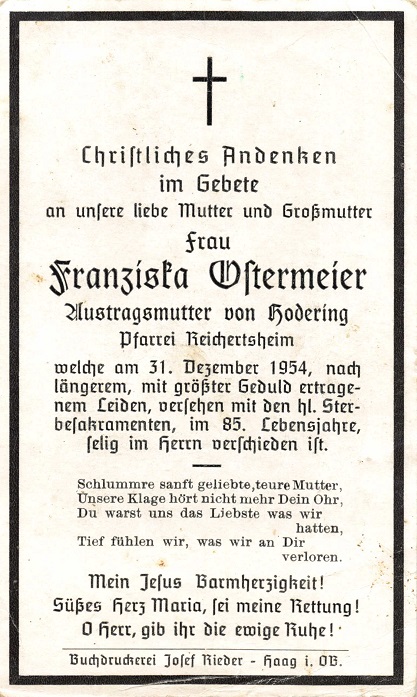 Christliches Andenken
im Gebete
an unsere liebe Mutter und Großmutter
Frau
Franziska Ostermeier
Austragsmutter von Hodering
Pfarrei Reichertsheim
welche am 31. Dezember 1954, nach
längerem, mit größter Geduld ertrage-
nem Leiden, versehen mit den hl. Ster-
besakramenten, im 85. Lebensjahre,
selig im Herrn verschieden ist.
Schlummre sanft geliebte, teure Mutter,
Unsere Klage hört nicht mehr Dein Ohr,
Du warst uns das Liebste was wir
hatten,
Tief fühlen wir, was wir an Dir
verloren.
Mein Jesus Barmherzigkeit!
Süßes Herz Maria, sei meine Rettung!
O Herr, gib ihr die ewige Ruhe!
Buchdruckerei Josef Rieder - Haag i. OB.